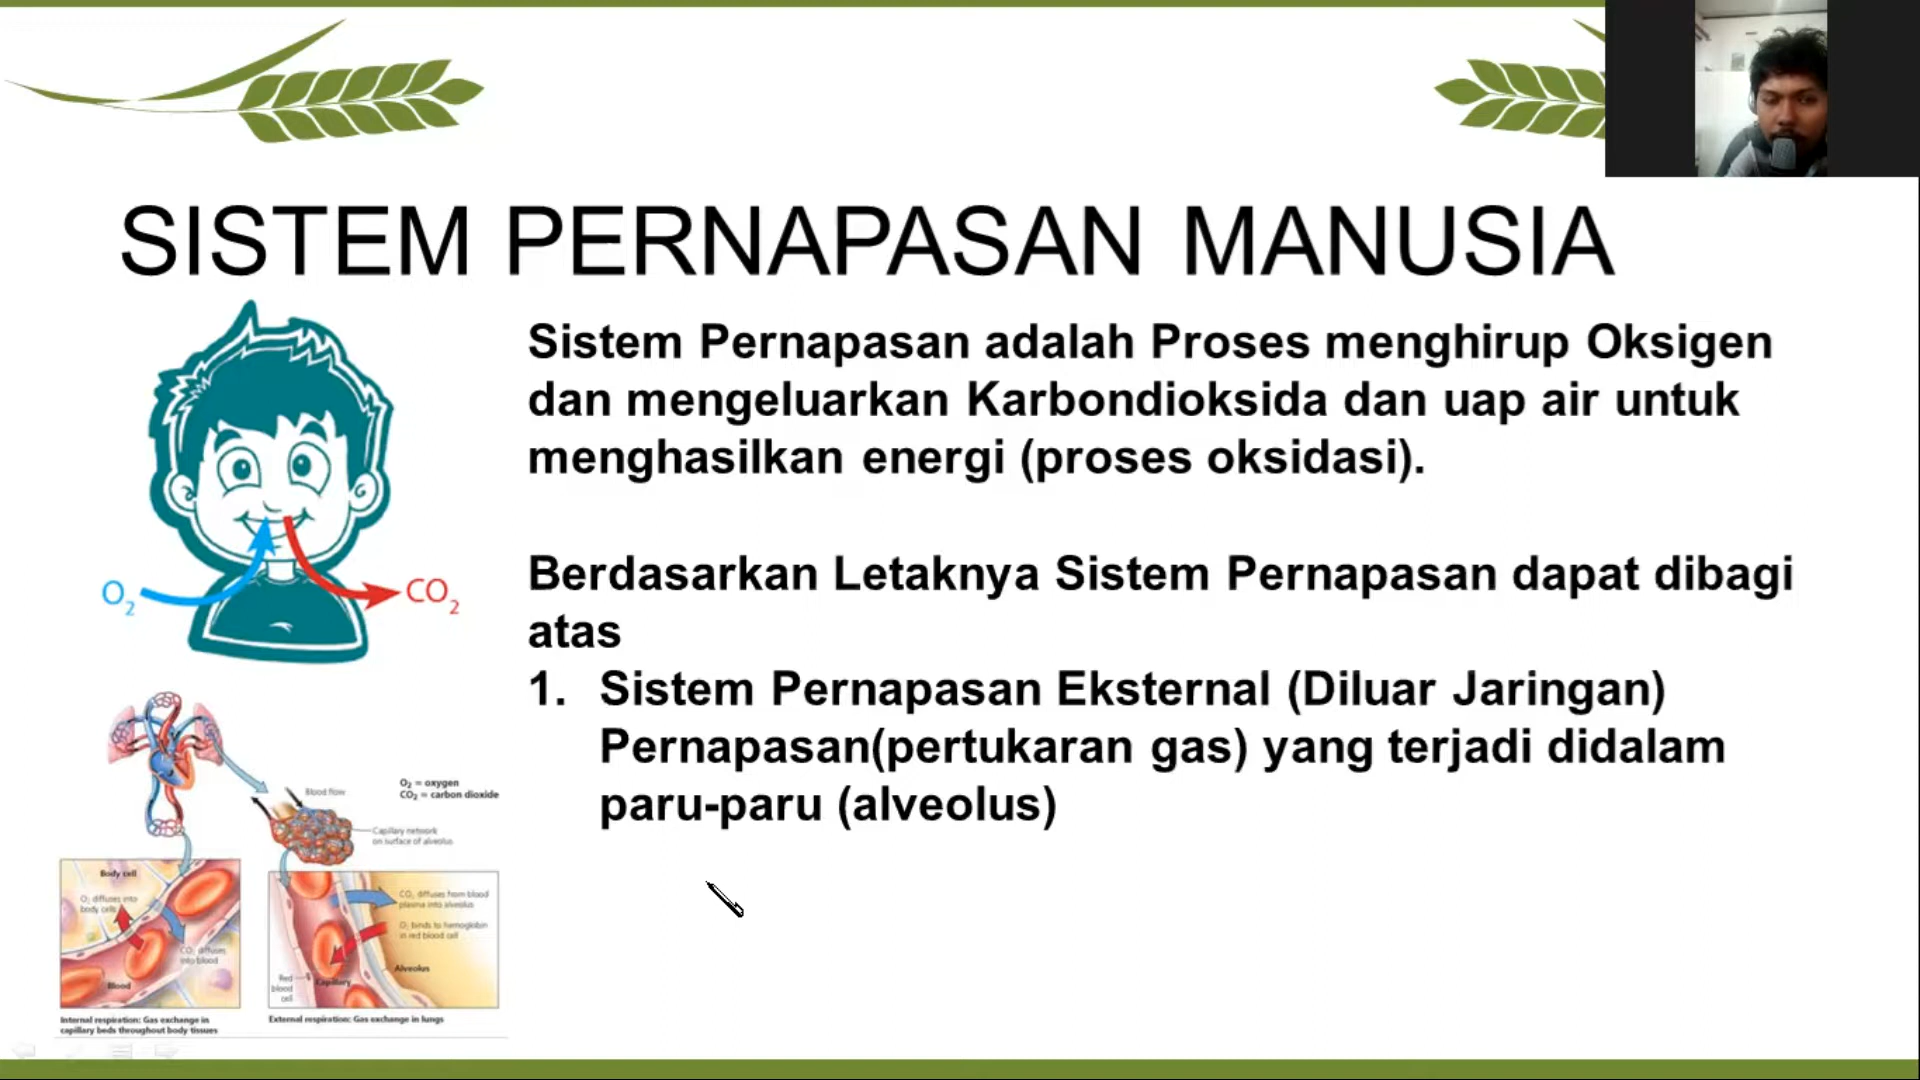 SISTEM PERNAPASAN MANUSIA
Sistem Pernapasan adalah Proses menghirup Oksigen
dan mengeluarkan Karbondioksida dan uap air untuk
menghasilkan energi (proses oksidasi).
Berdasarkan Letaknya Sistem Pernapasan dapat dibagi
atas
1. Sistem Pernapasan Eksternal (Diluar Jaringan)
Pernapasan(pertukaran gas) yang terjadi didalam
paru-paru (alveolus)
O2
CO2
O2 = oxygen
CO2 = carbon dioxide
Blood flow
Capillary network
on surface of alveolus
Body cell
O2 diffuses into
body cells
CO2 diffuses
into blood
Blood
Internal respiration: Gas exchange in
capillary beds throughout body tissues
CO2 diffuses from blood
plasma into alveolus
O2 binds to hemoglobin
in red blood cell
Alveolus
Red
blood
cell
Capillary
External respiration: Gas exchange in lungs